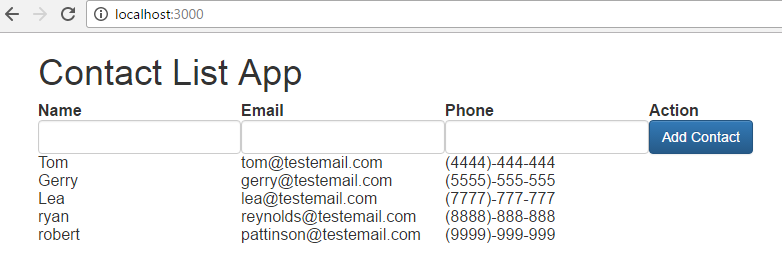 localhost:3000
Contact List App
Name Email Phone Action
Add Contact
Tom tom@testemail.com (4444)-444-444
Gerry gerry@testemail.com (5555)-555-555
Lea lea@testemail.com (7777)-777-777
ryan reynolds@testemail.com (8888)-888-888
robert pattinson@testemail.com (9999)-999-999